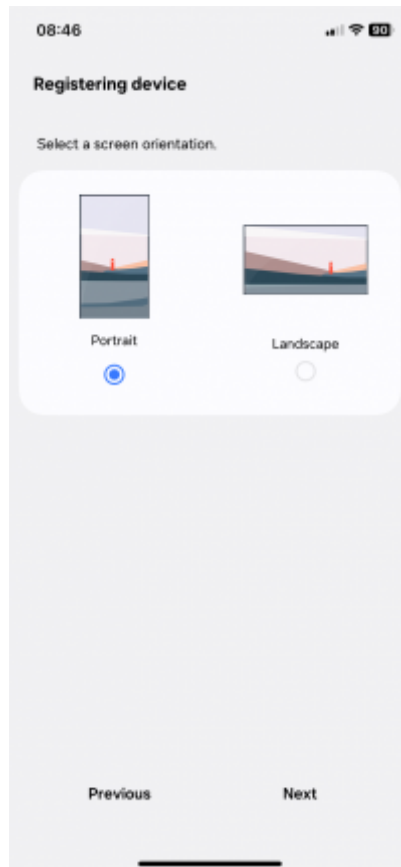 08:46 90
Registering device
Select a screen orientation.
Portrait Landscape
Previous Next